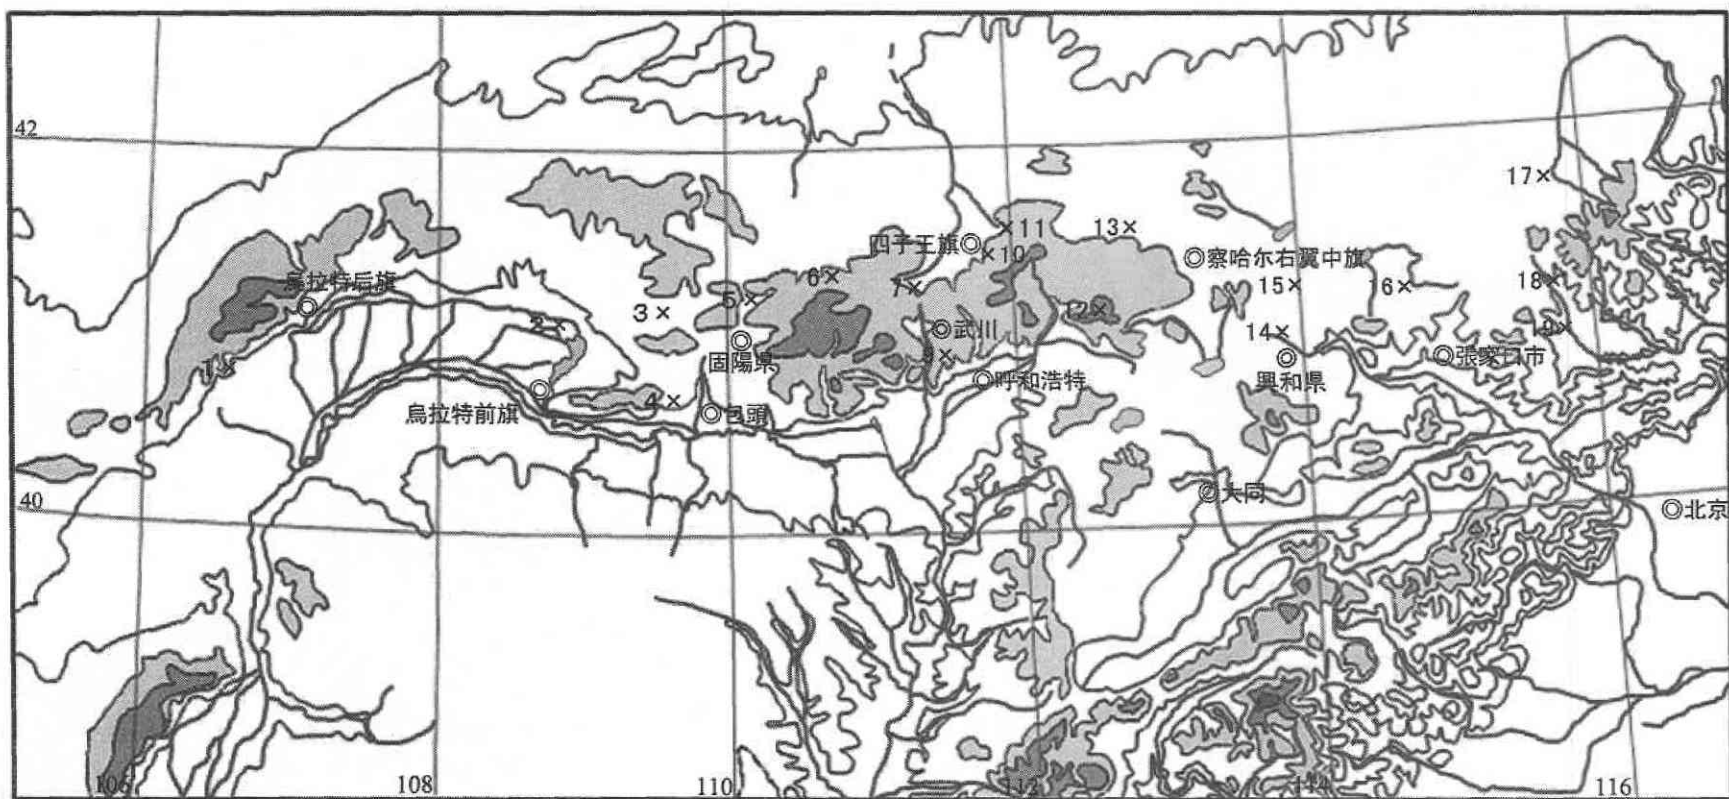 42
17×
×11
13×
四子王旗◎
×10
◎察哈尔右翼中旗
烏拉特后旗
6×
5×
7×
15×
16×
18×
3×
2×
12×
14×
19×
◎武川
固陽県
9×
◎張家口市
1×
◎呼和浩特
興和県
烏拉特前旗
4×
◎包頭
40
◎大同
◎北京
106
108
110
112
114
116